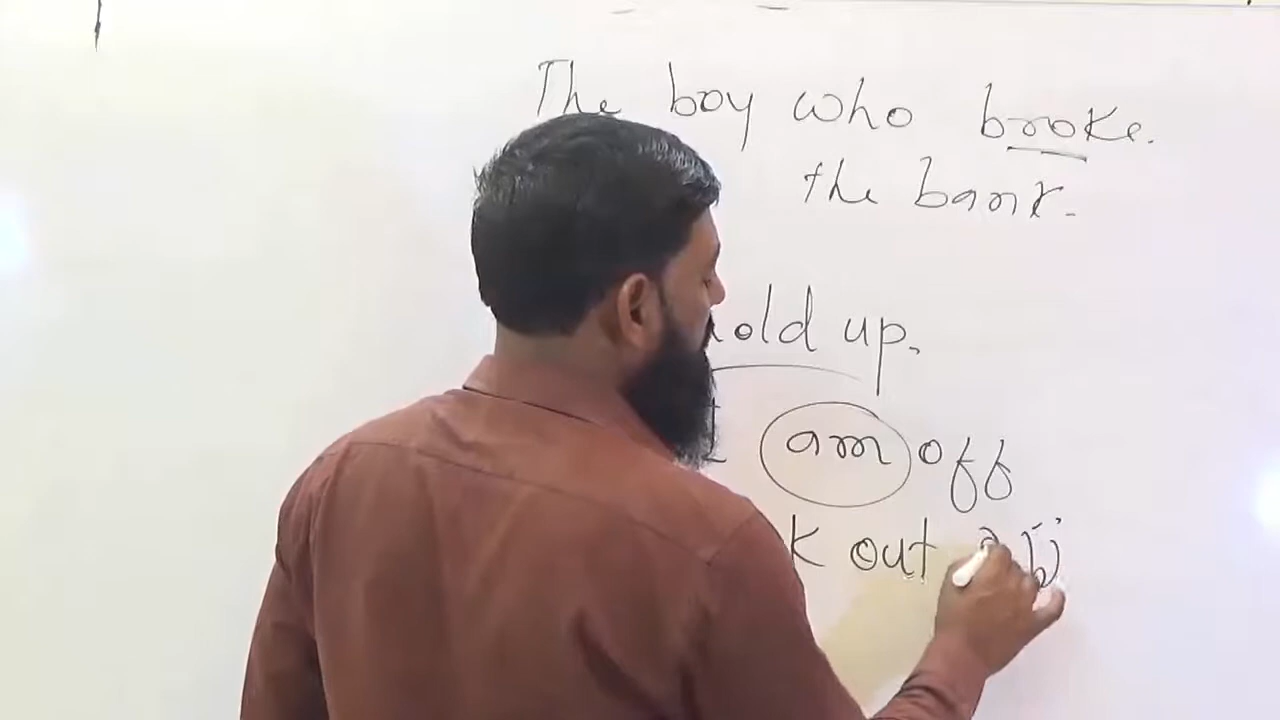 The boy who broke.
the bank.
hold up.
I am off
out